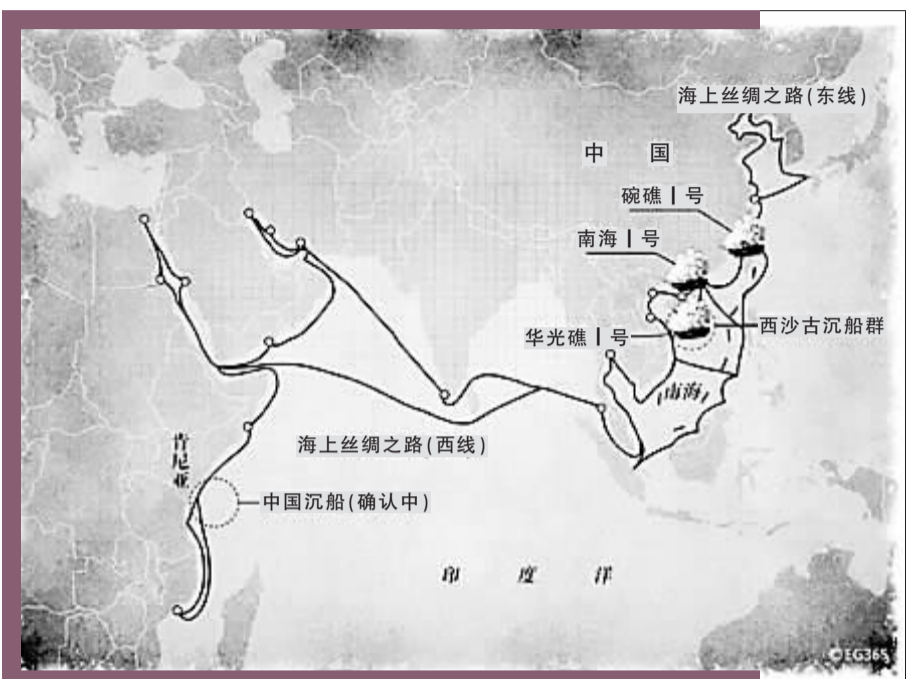 海上丝绸之路(东线)
中 国
碗礁Ⅰ号
南海Ⅰ号
西沙古沉船群
华光礁Ⅰ号
南海
海上丝绸之路(西线)
肯尼亚
中国沉船(确认中)
印 度 洋
©EG365